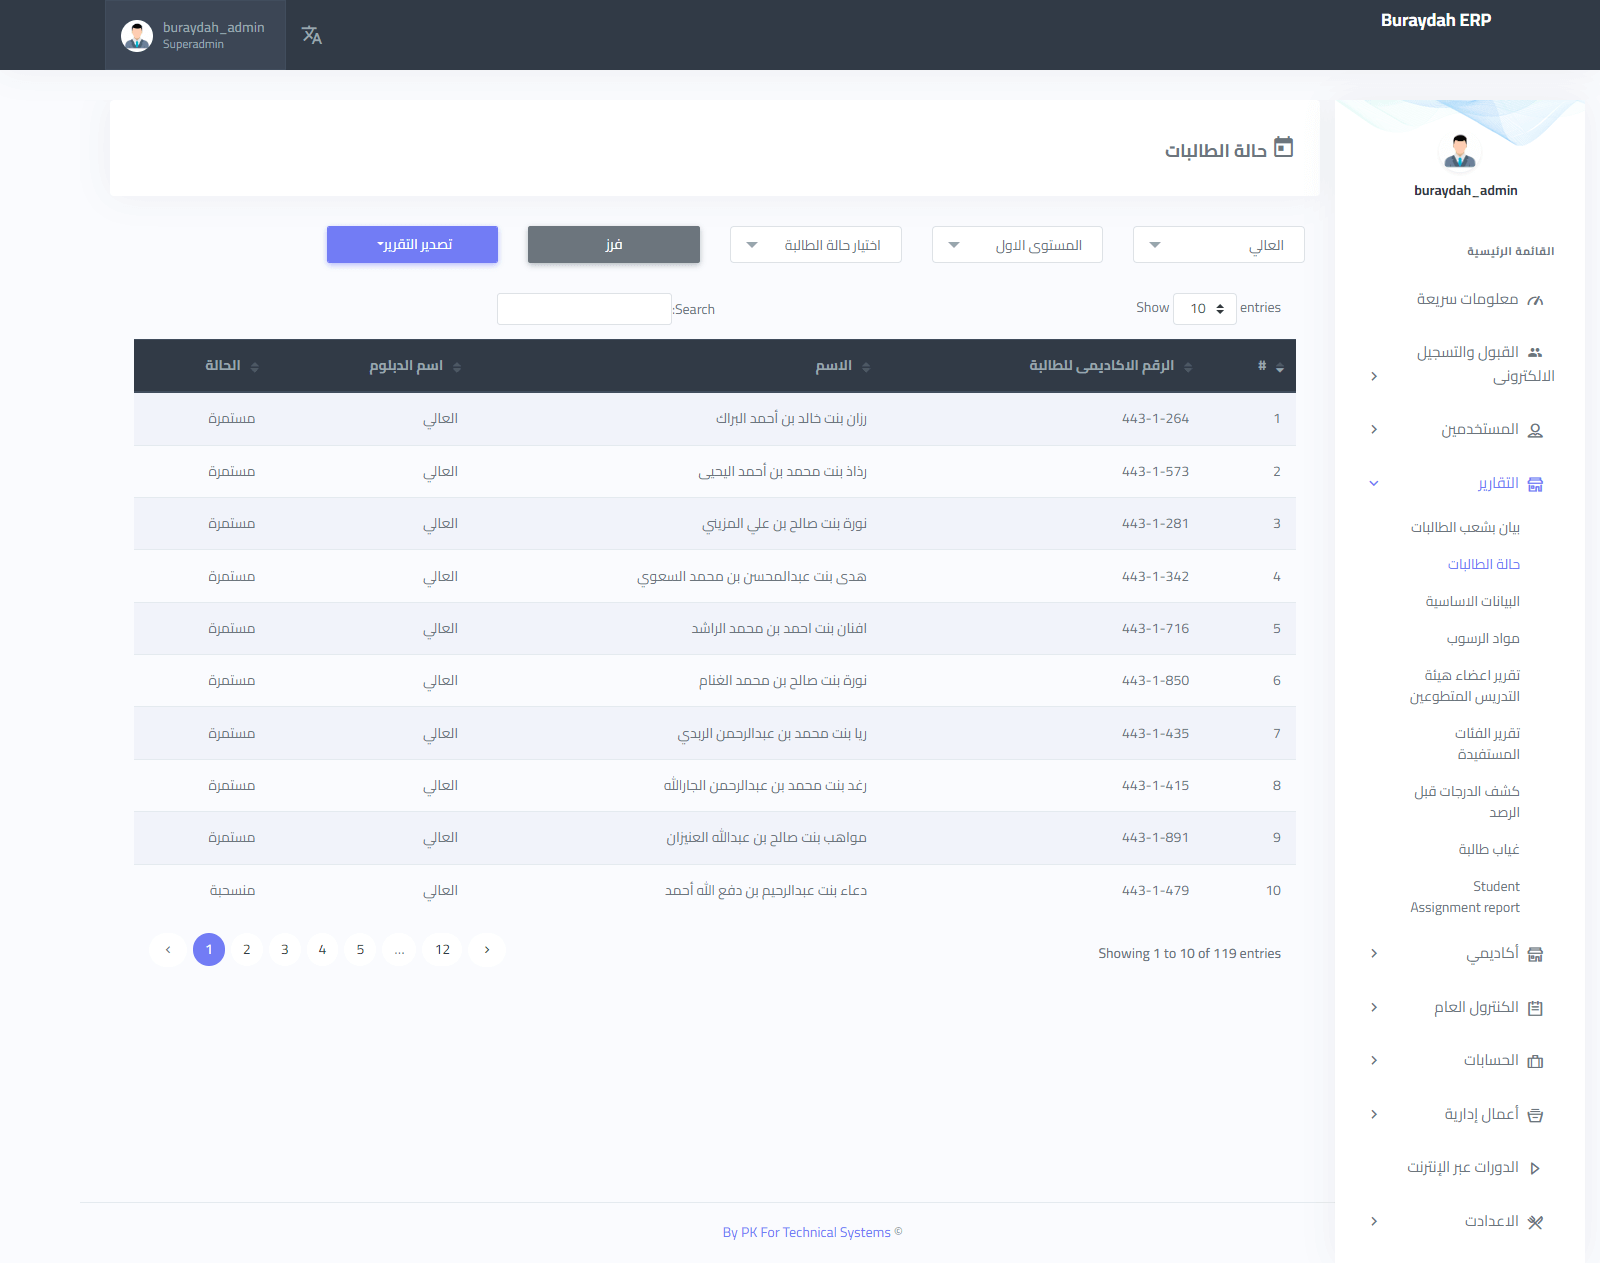 Buraydah ERP
buraydah_admin
Superadmin
buraydah_admin
القائمة الرئيسية
معلومات سريعة
القبول والتسجيل
الالكترونى
المستخدمين
التقارير
بيان بشعب الطالبات
حالة الطالبات
البيانات الاساسية
مواد الرسوب
تقرير اعضاء هيئة
التدريس المتطوعين
تقرير الفئات
المستفيدة
كشف الدرجات قبل
الرصد
غياب طالبة
Student
Assignment report
أكاديمي
الكنترول العام
الحسابات
أعمال إدارية
الدورات عبر الإنترنت
الاعدادت
حالة الطالبات
العالي المستوى الاول اختيار حالة الطالبة فرز تصدير التقرير
Show 10 entries
Search:
# الرقم الاكاديمى للطالبة الاسم اسم الدبلوم الحالة
1 443-1-264 رزان بنت خالد بن أحمد البراك العالي مستمرة
2 443-1-573 رذاذ بنت محمد بن أحمد اليحيى العالي مستمرة
3 443-1-281 نورة بنت صالح بن علي المزيني العالي مستمرة
4 443-1-342 هدى بنت عبدالمحسن بن محمد السعوي العالي مستمرة
5 443-1-716 افنان بنت احمد بن محمد الراشد العالي مستمرة
6 443-1-850 نورة بنت صالح بن محمد الغنام العالي مستمرة
7 443-1-435 ريا بنت محمد بن عبدالرحمن الربدي العالي مستمرة
8 443-1-415 رغد بنت محمد بن عبدالرحمن الجارالله العالي مستمرة
9 443-1-891 مواهب بنت صالح بن عبدالله العنيزان العالي مستمرة
10 443-1-479 دعاء بنت عبدالرحيم بن دفع الله أحمد العالي منسحبة
Showing 1 to 10 of 119 entries
‹ 1 2 3 4 5 … 12 ›
By PK For Technical Systems ©